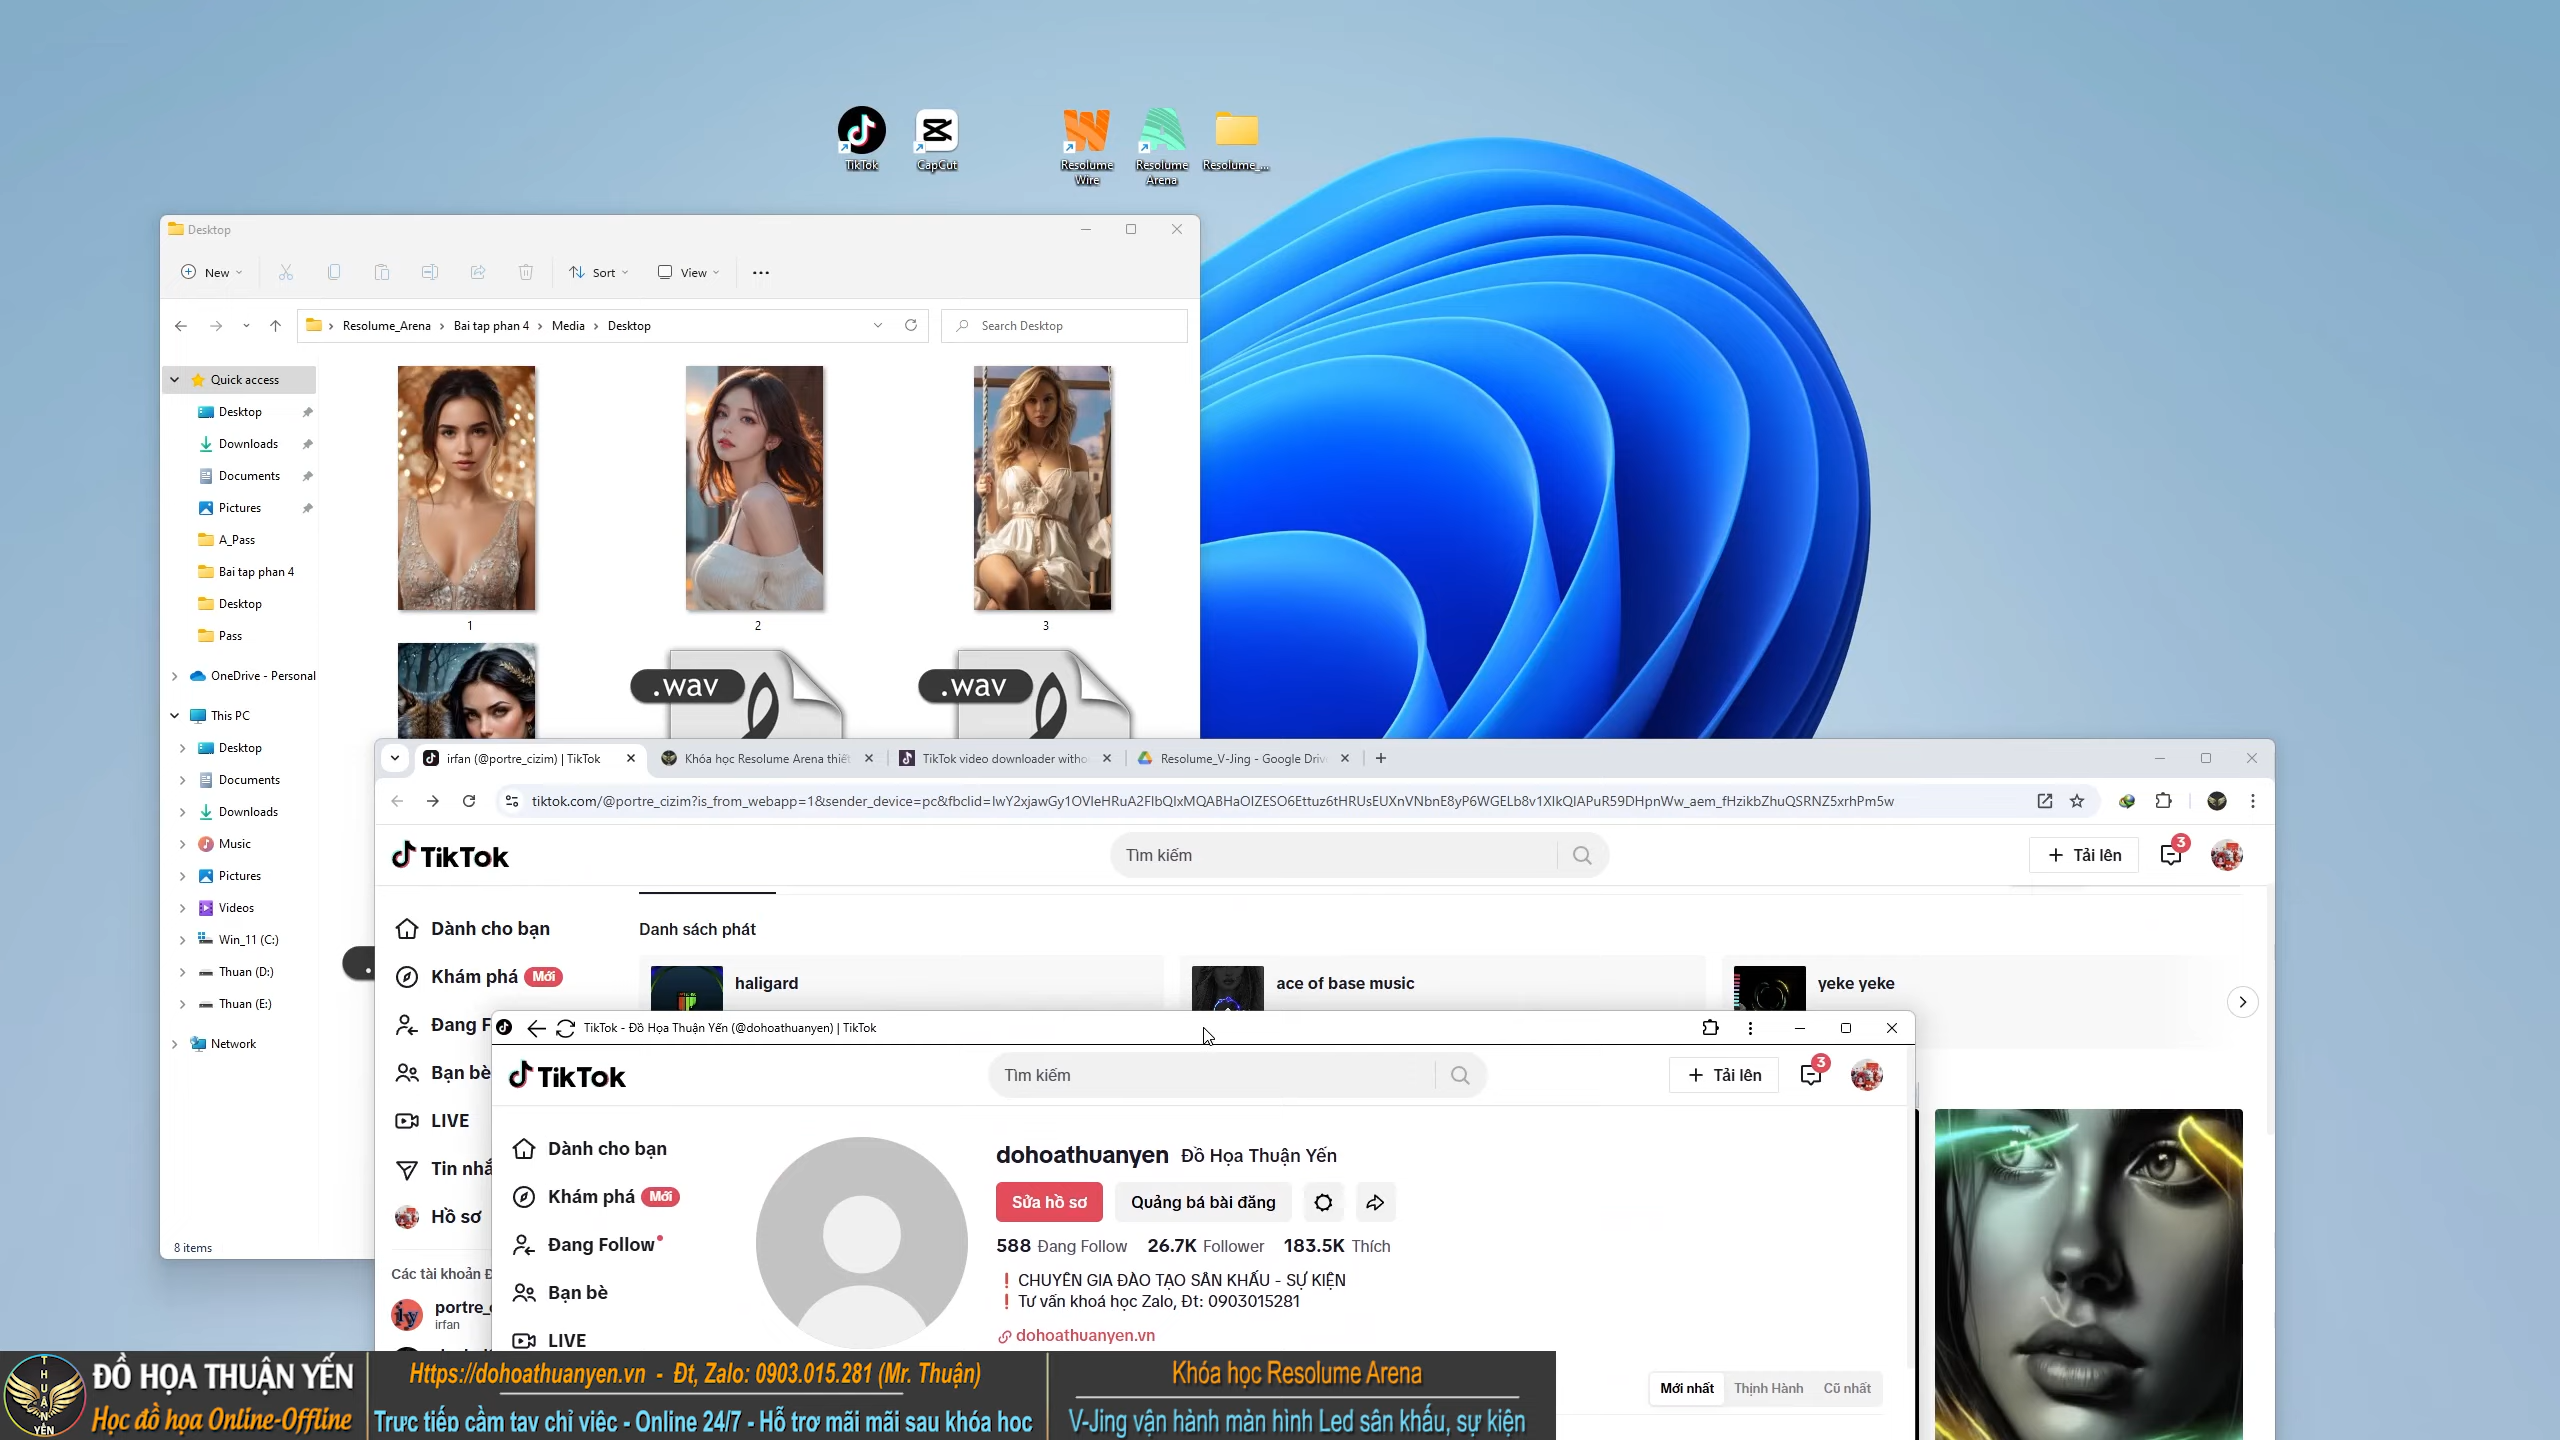 TikTok
CapCut
Resolume Wire
Resolume Arena
Resolume_...
Desktop
New
Sort
View
Resolume_Arena > Bai tap phan 4 > Media > Desktop
Search Desktop
Quick access
Desktop
Downloads
Documents
Pictures
A_Pass
Bai tap phan 4
Desktop
Pass
OneDrive - Personal
This PC
Desktop
Documents
Downloads
Music
Pictures
Videos
Win_11 (C:)
Thuan (D:)
Thuan (E:)
Network
8 items
1
2
3
.wav
.wav
irfan (@portre_cizim) | TikTok
Khóa học Resolume Arena thiết
TikTok video downloader witho
Resolume_V-Jing - Google Driv
tiktok.com/@portre_cizim?is_from_webapp=1&sender_device=pc&fbclid=IwY2xjawGy1OVleHRuA2FlbQIxMQABHaOIZESO6Ettuz6tHRUsEUXnVNbnE8yP6WGELb8v1XIkQIAPuR59DHpnWw_aem_fHzikbZhuQSRNZ5xrhPm5w
TikTok
Tìm kiếm
Tải lên
3
Dành cho bạn
Khám phá Mới
Đang F
Bạn bè
LIVE
Tin nhắ
Hồ sơ
Các tài khoản Đ
portre_
irfan
Danh sách phát
haligard
ace of base music
yeke yeke
TikTok - Đồ Họa Thuận Yến (@dohoathuanyen) | TikTok
TikTok
Tìm kiếm
Tải lên
3
Dành cho bạn
Khám phá Mới
Đang Follow
Bạn bè
LIVE
dohoathuanyen Đồ Họa Thuận Yến
Sửa hồ sơ
Quảng bá bài đăng
588 Đang Follow 26.7K Follower 183.5K Thích
❗ CHUYÊN GIA ĐÀO TẠO SÂN KHẤU - SỰ KIỆN
❗ Tư vấn khoá học Zalo, Đt: 0903015281
dohoathuanyen.vn
Mới nhất
Thịnh Hành
Cũ nhất
THUẬN
YẾN
ĐỒ HỌA THUẬN YẾN
Học đồ họa Online-Offline
Https://dohoathuanyen.vn - Đt, Zalo: 0903.015.281 (Mr. Thuận)
Trực tiếp cầm tay chỉ việc - Online 24/7 - Hỗ trợ mãi mãi sau khóa học
Khóa học Resolume Arena
V-Jing vận hành màn hình Led sân khấu, sự kiện